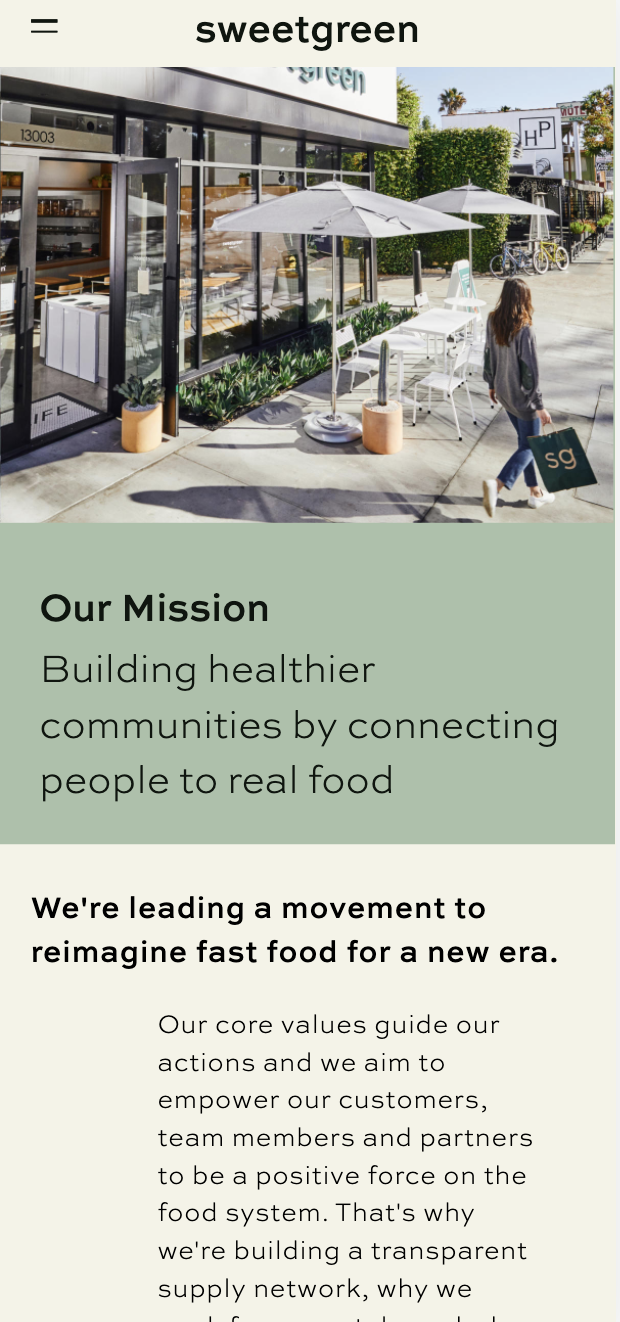 sweetgreen
green
13003
HP
MOT
IFE
sg
Our Mission
Building healthier
communities by connecting
people to real food
We're leading a movement to
reimagine fast food for a new era.
Our core values guide our
actions and we aim to
empower our customers,
team members and partners
to be a positive force on the
food system. That's why
we're building a transparent
supply network, why we